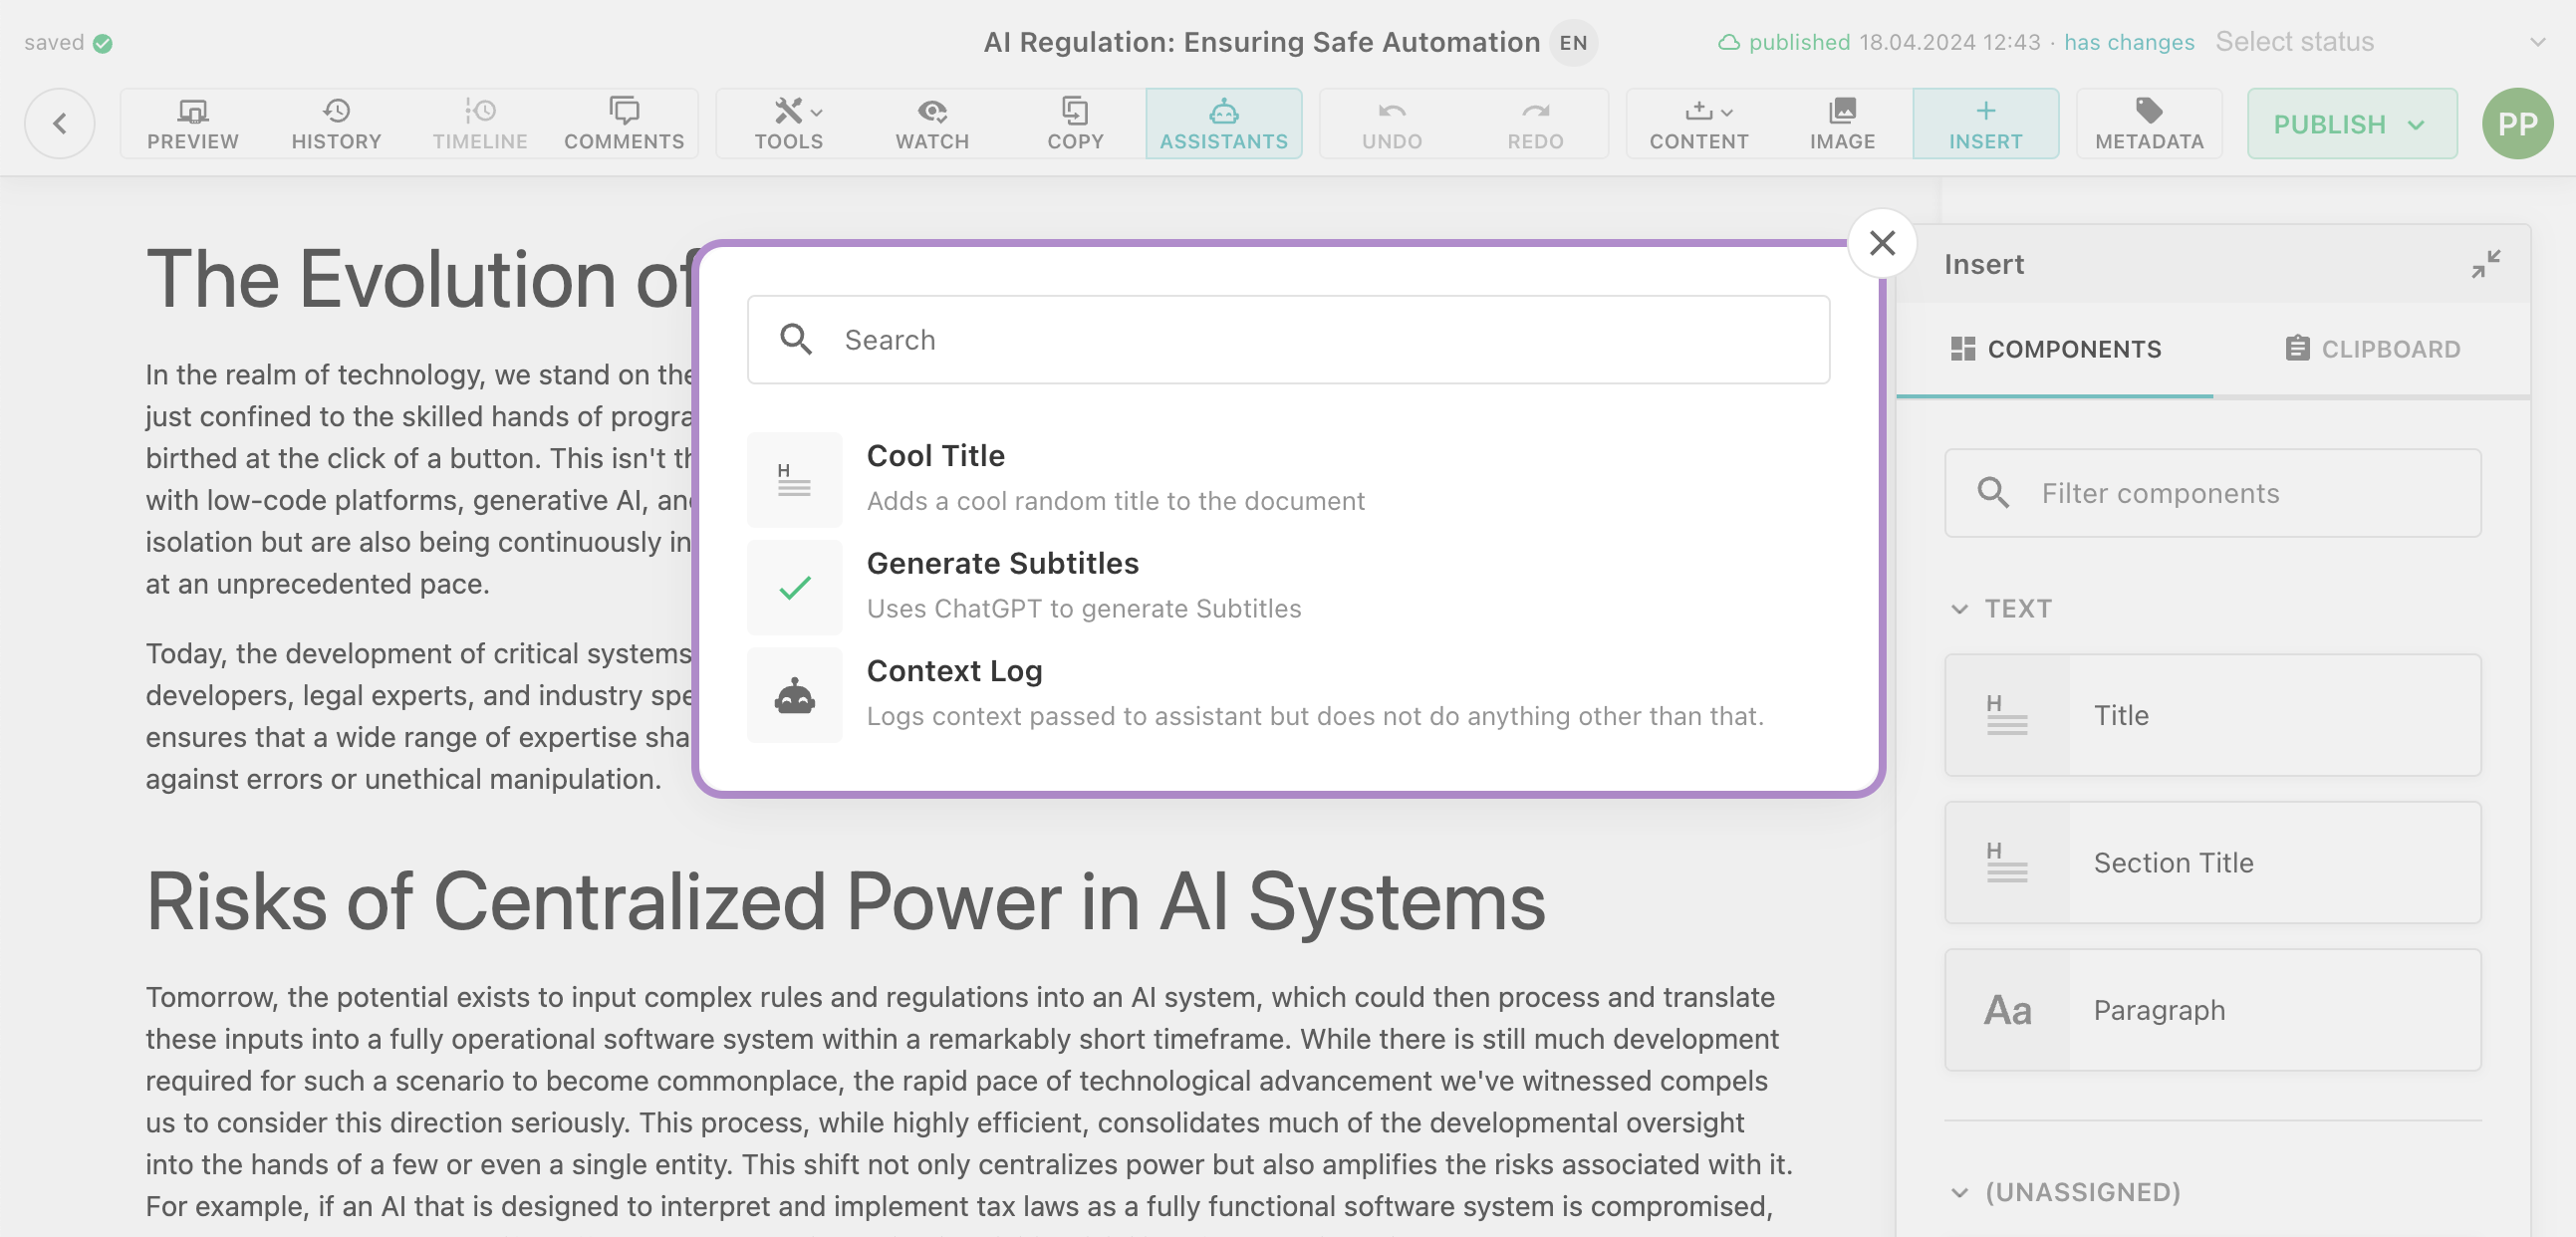 saved
AI Regulation: Ensuring Safe Automation EN
published 18.04.2024 12:43 · has changes Select status
PREVIEW HISTORY TIMELINE COMMENTS TOOLS WATCH COPY ASSISTANTS UNDO REDO CONTENT IMAGE INSERT METADATA PUBLISH PP
The Evolution of
In the realm of technology, we stand on the
just confined to the skilled hands of progra
birthed at the click of a button. This isn't th
with low-code platforms, generative AI, and
isolation but are also being continuously in
at an unprecedented pace.
Today, the development of critical systems
developers, legal experts, and industry spe
ensures that a wide range of expertise sha
against errors or unethical manipulation.
Search
Cool Title
Adds a cool random title to the document
Generate Subtitles
Uses ChatGPT to generate Subtitles
Context Log
Logs context passed to assistant but does not do anything other than that.
Risks of Centralized Power in AI Systems
Tomorrow, the potential exists to input complex rules and regulations into an AI system, which could then process and translate
these inputs into a fully operational software system within a remarkably short timeframe. While there is still much development
required for such a scenario to become commonplace, the rapid pace of technological advancement we've witnessed compels
us to consider this direction seriously. This process, while highly efficient, consolidates much of the developmental oversight
into the hands of a few or even a single entity. This shift not only centralizes power but also amplifies the risks associated with it.
For example, if an AI that is designed to interpret and implement tax laws as a fully functional software system is compromised,
Insert
COMPONENTS CLIPBOARD
Filter components
TEXT
H
Title
H
Section Title
Aa Paragraph
(UNASSIGNED)